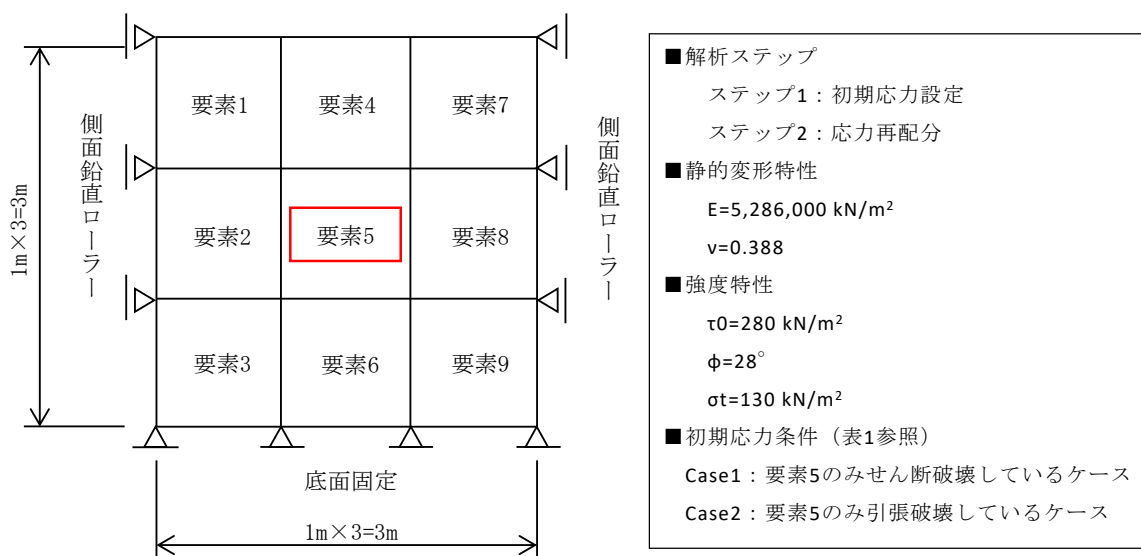 要素1
要素4
要素7
要素2
要素5
要素8
要素3
要素6
要素9
側面鉛直ローラー
側面鉛直ローラー
1m×3=3m
底面固定
1m×3=3m
■解析ステップ
ステップ1：初期応力設定
ステップ2：応力再配分
■静的変形特性
E=5,286,000 kN/m²
ν=0.388
■強度特性
τ0=280 kN/m²
φ=28°
σt=130 kN/m²
■初期応力条件（表1参照）
Case1：要素5のみせん断破壊しているケース
Case2：要素5のみ引張破壊しているケース